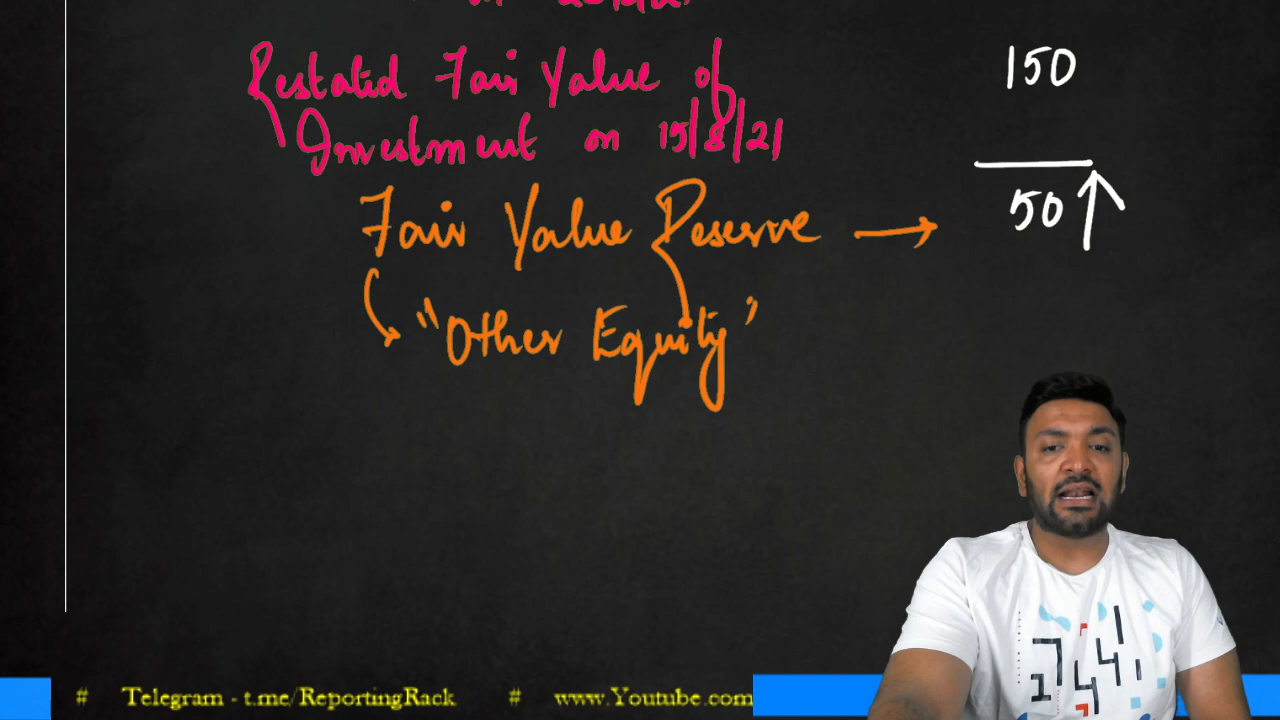 Restated Fair Value of 150
Investment on 15/8/21
Fair Value Reserve → 50 ↑
"Other Equity"
# Telegram - t.me/ReportingRack # www.Youtube.com